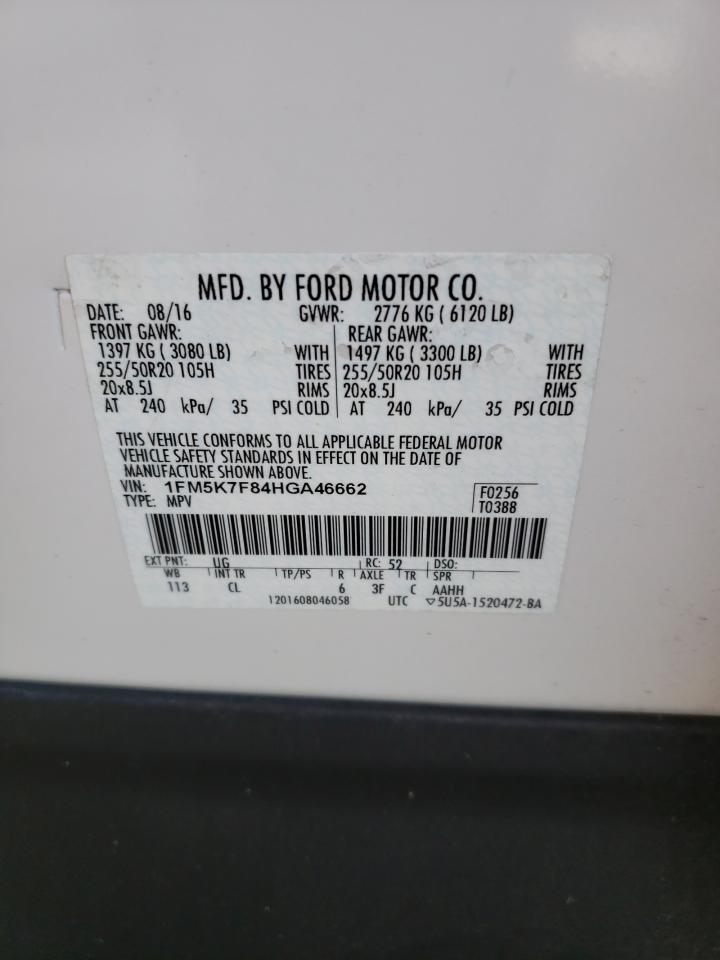 MFD. BY FORD MOTOR CO.
DATE: 08/16 GVWR: 2776 KG ( 6120 LB)
FRONT GAWR: REAR GAWR:
1397 KG ( 3080 LB) WITH 1497 KG ( 3300 LB) WITH
255/50R20 105H TIRES 255/50R20 105H TIRES
20x8.5J RIMS 20x8.5J RIMS
AT 240 kPa/ 35 PSI COLD AT 240 kPa/ 35 PSI COLD
THIS VEHICLE CONFORMS TO ALL APPLICABLE FEDERAL MOTOR
VEHICLE SAFETY STANDARDS IN EFFECT ON THE DATE OF
MANUFACTURE SHOWN ABOVE.
VIN: 1FM5K7F84HGA46662 F0256
TYPE: MPV T0388
EXT PNT: UG RC: 52 DSO:
WB INT TR TP/PS R AXLE TR SPR
113 CL 6 3F C AAHH
1201608046058 UTC ▽5U5A-1520472-BA